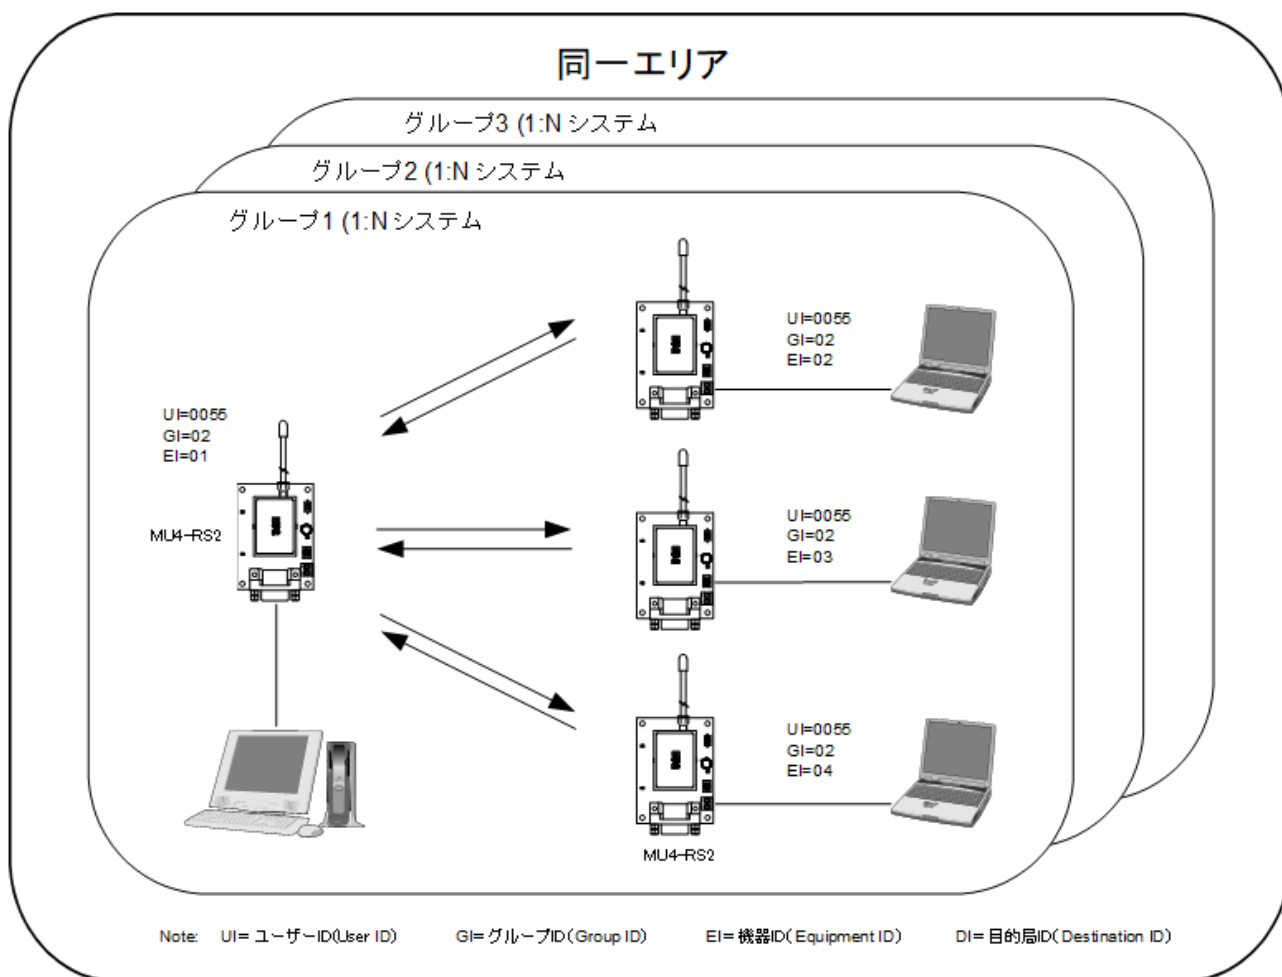 同一エリア
グループ3 (1:N システム
グループ2 (1:N システム
グループ1 (1:N システム
UI=0055
GI=02
EI=02
UI=0055
GI=02
EI=01
MU4-RS2
UI=0055
GI=02
EI=03
UI=0055
GI=02
EI=04
MU4-RS2
Note: UI= ユーザーID(User ID) GI= グループID( Group ID) EI= 機器ID( Equipment ID) DI= 目的局ID( Destination ID)